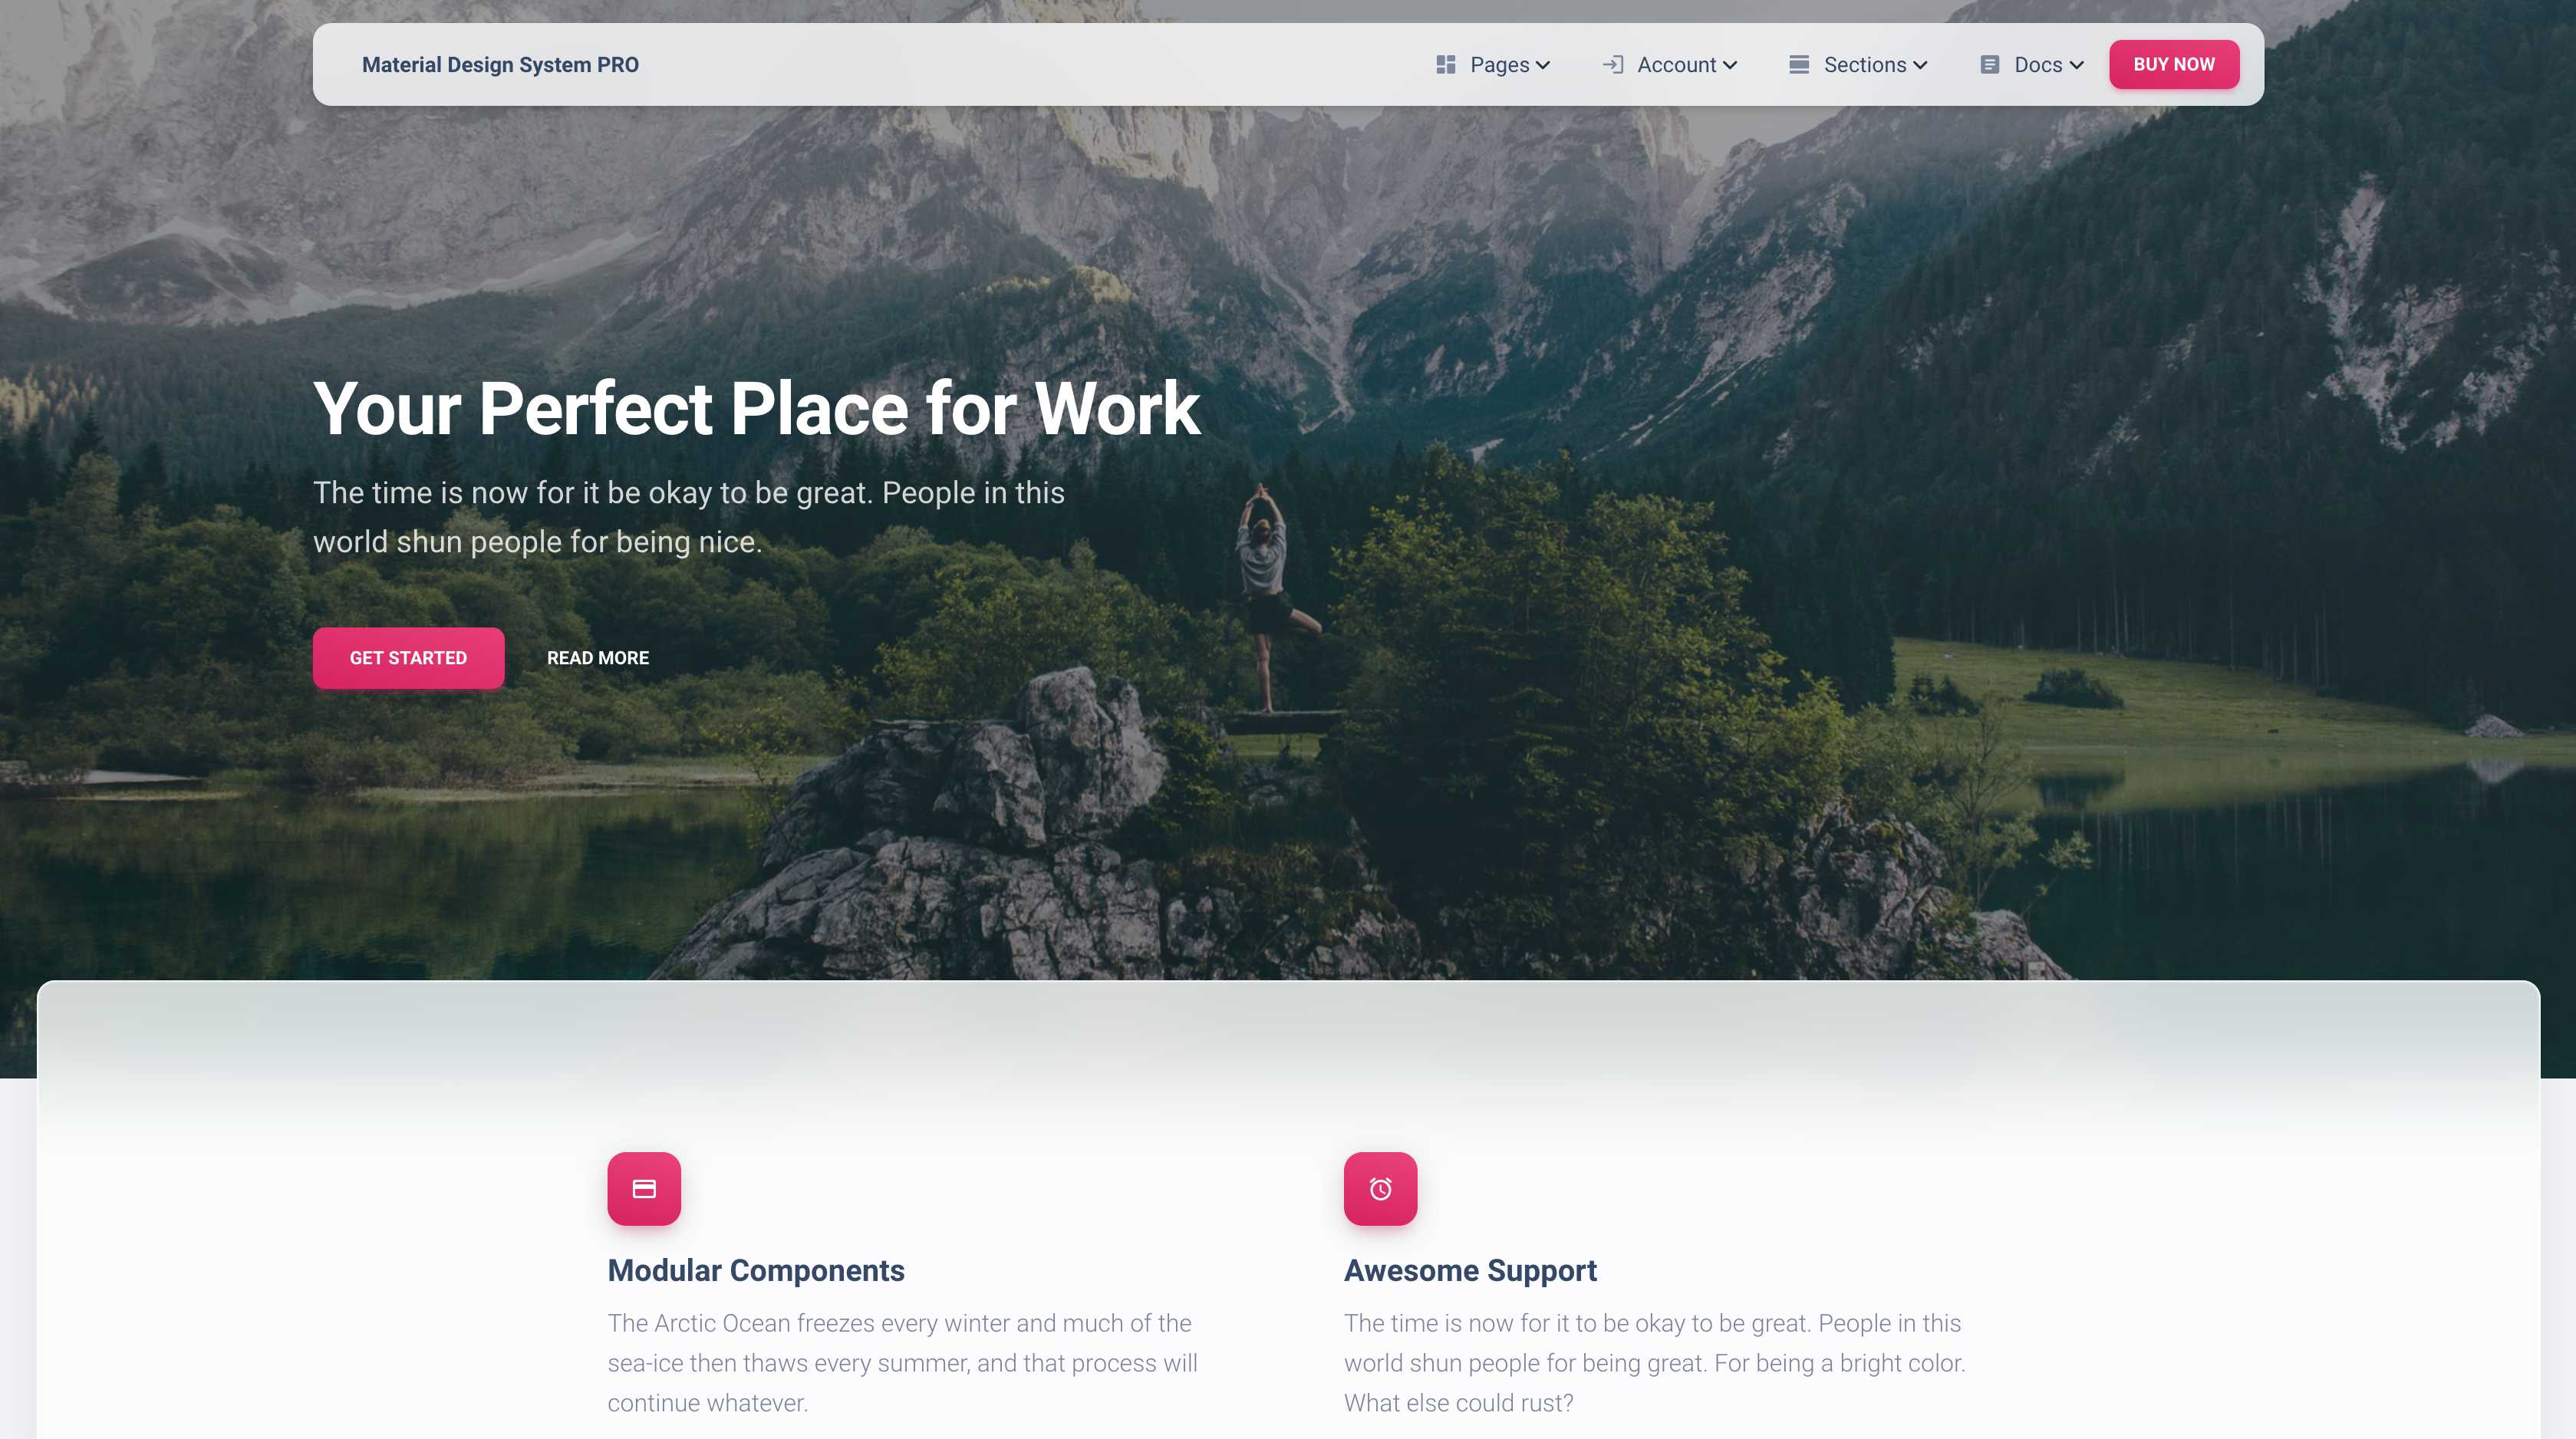 Material Design System PRO
Pages
Account
Sections
Docs
BUY NOW
Your Perfect Place for Work
The time is now for it be okay to be great. People in this
world shun people for being nice.
GET STARTED
READ MORE
Modular Components
The Arctic Ocean freezes every winter and much of the
sea-ice then thaws every summer, and that process will
continue whatever.
Awesome Support
The time is now for it to be okay to be great. People in this
world shun people for being great. For being a bright color.
What else could rust?